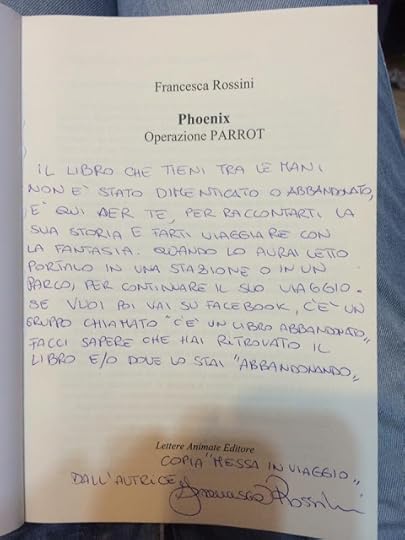 Francesca Rossini
Phoenix
Operazione PARROT
IL LIBRO CHE TIENI TRA LE MANI
NON E' STATO DIMENTICATO O ABBANDONATO,
E' QUI PER TE, PER RACCONTARTI LA
SUA STORIA E FARTI VIAGGIARE CON
LA FANTASIA. QUANDO LO AVRAI LETTO
PORTALO IN UNA STAZIONE O IN UN
PARCO, PER CONTINUARE IL SUO VIAGGIO.
SE VUOI POI VAI SU FACEBOOK, C'E' UN
GRUPPO CHIAMATO "C'E' UN LIBRO ABBANDONATO"
FACCI SAPERE CHE HAI RITROVATO IL
LIBRO E/O DOVE LO STAI "ABBANDONANDO"
Lettere Animate Editore
COPIA "MESSA IN VIAGGIO"
DALL'AUTRICE Francesca Rossini